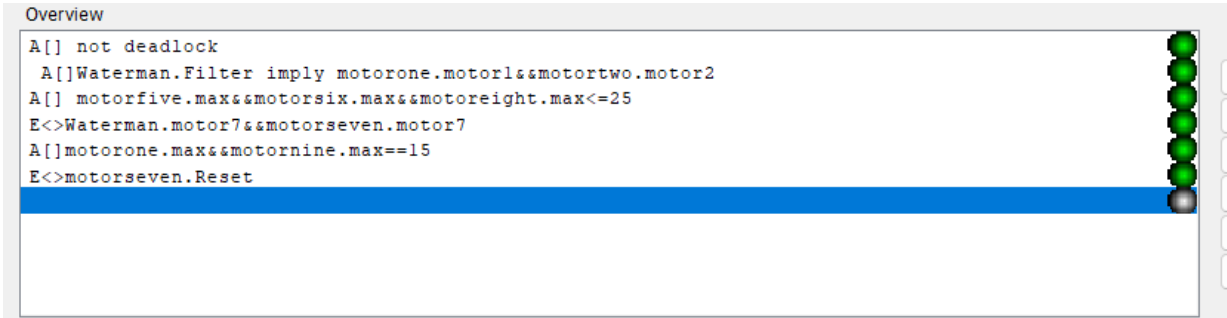 Overview
A[] not deadlock
A[]Waterman.Filter imply motorone.motor1&&motortwo.motor2
A[] motorfive.max&&motorsix.max&&motoreight.max<=25
E<>Waterman.motor7&&motorseven.motor7
A[]motorone.max&&motornine.max==15
E<>motorseven.Reset